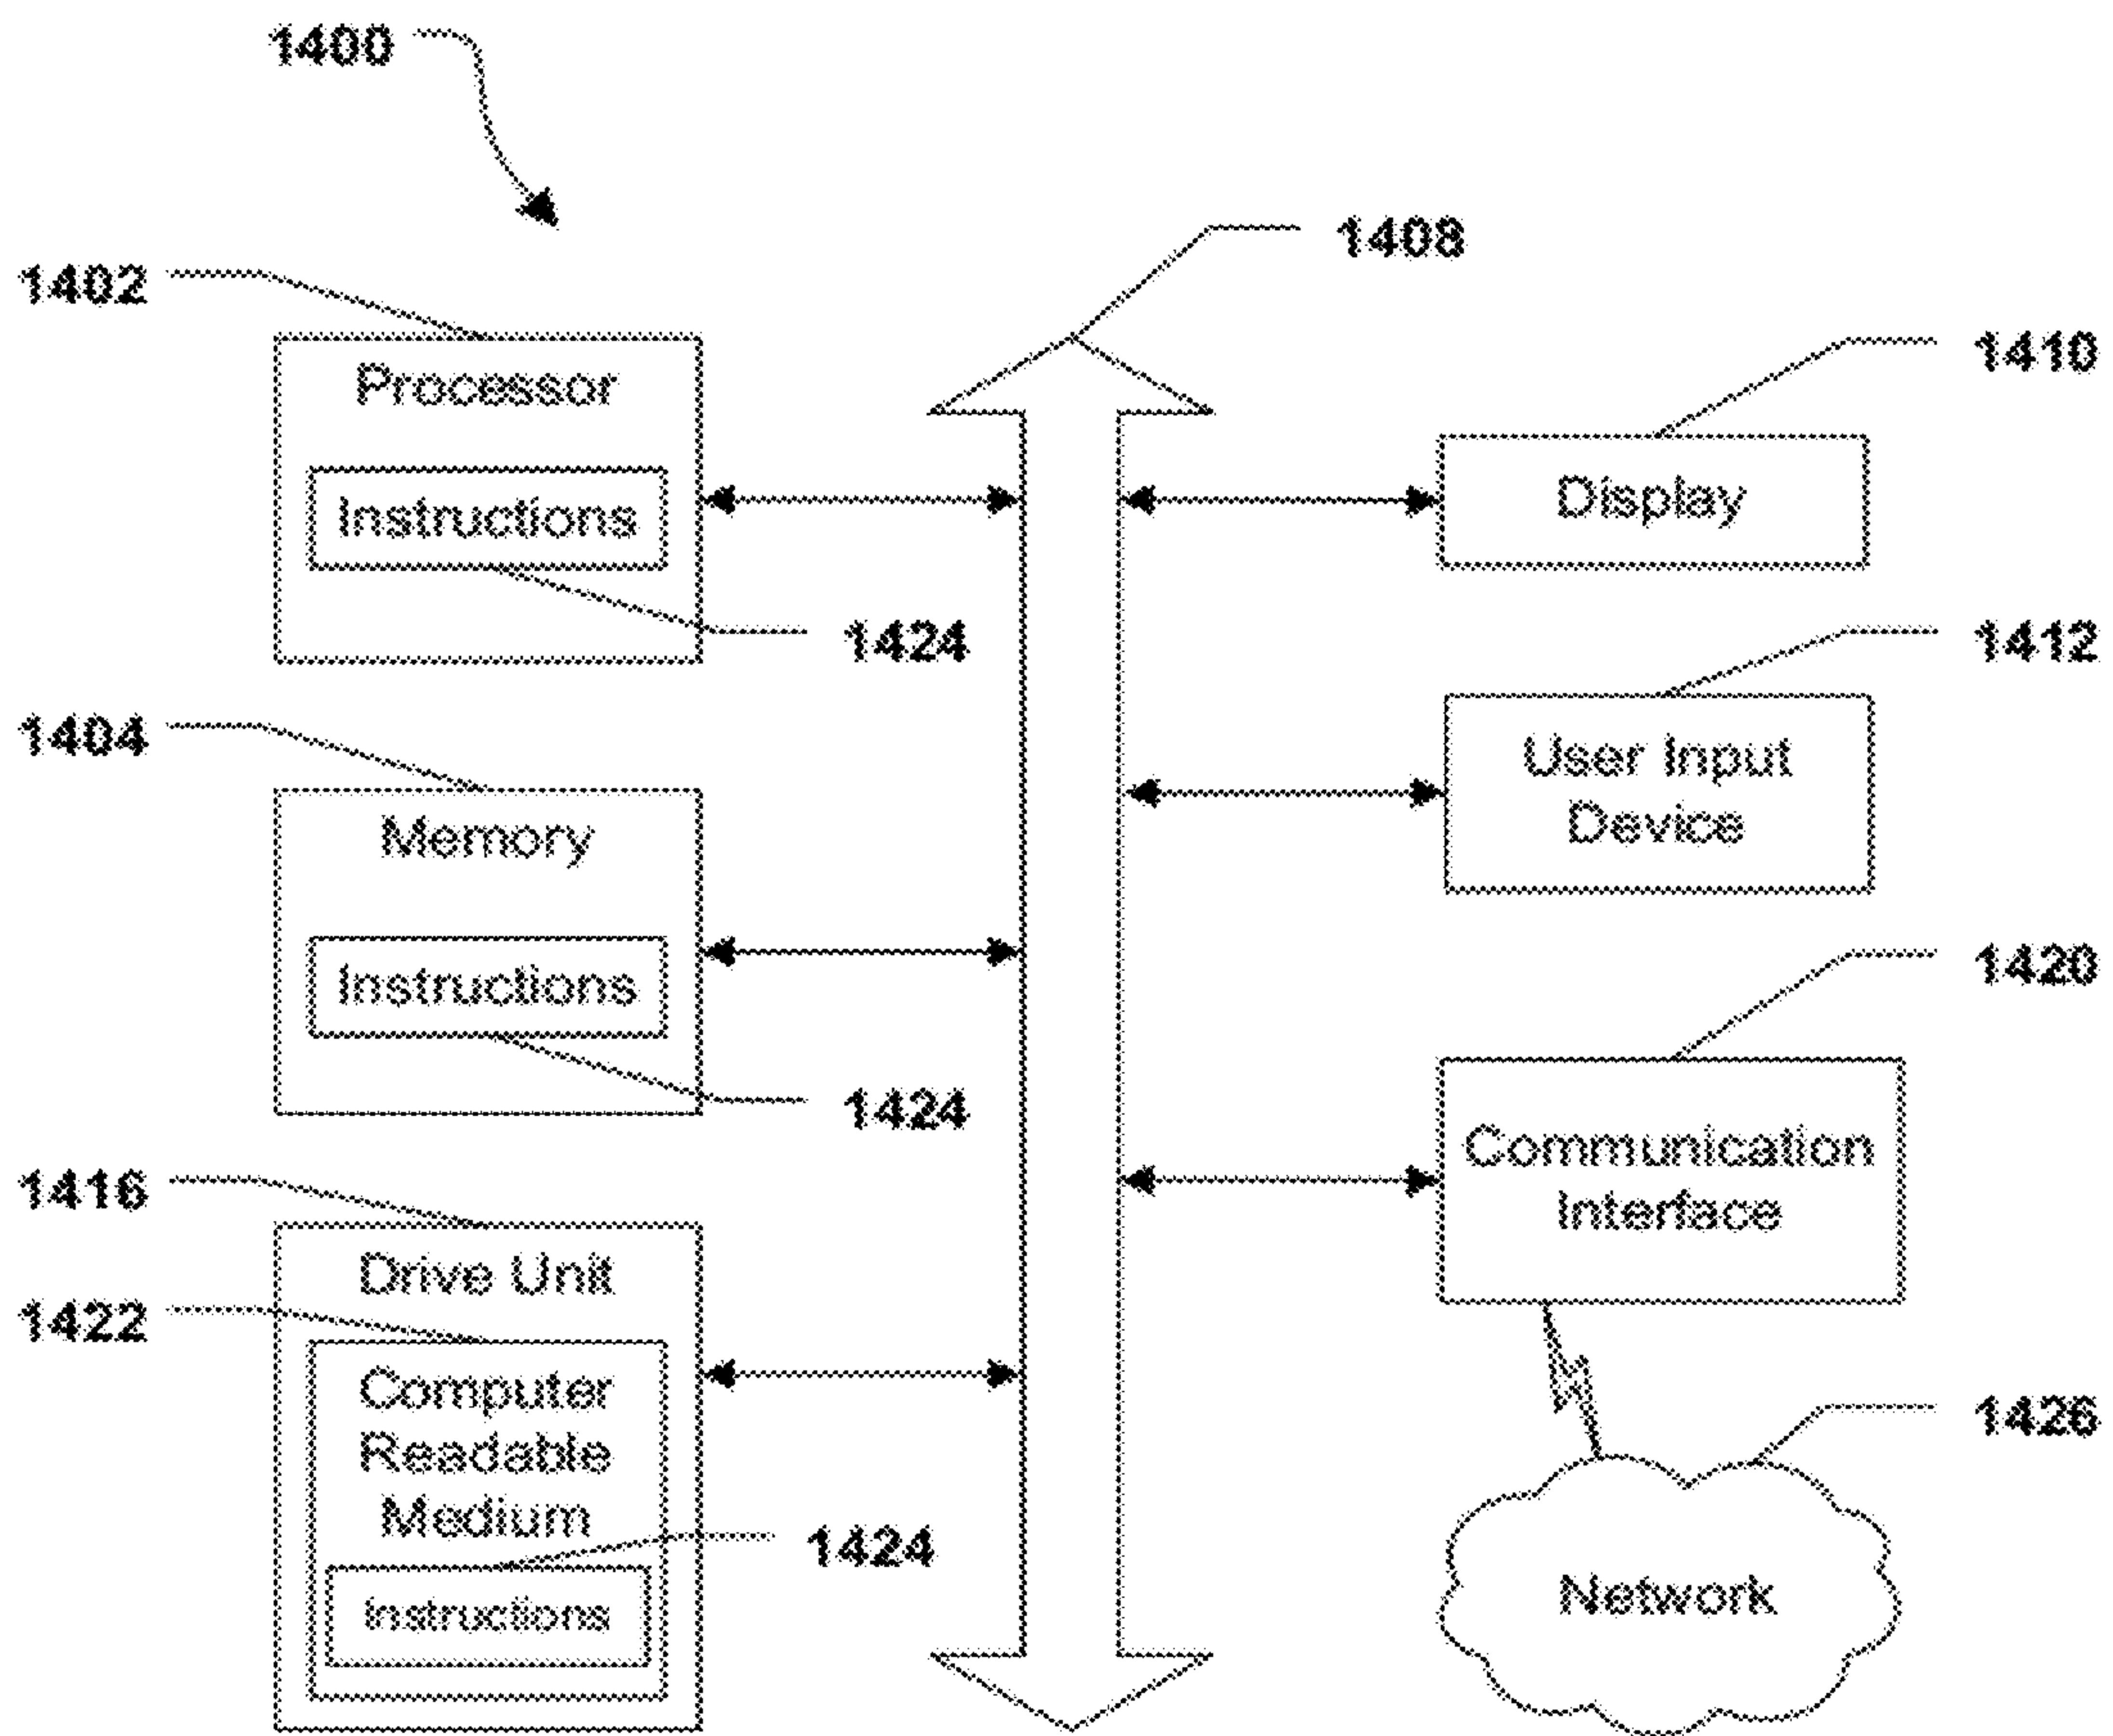 1400
1408
1402
Processor
Instructions
1424
1410
Display
1412
User Input
Device
1404
Memory
Instructions
1424
1420
Communication
Interface
1416
Drive Unit
1422
Computer
Readable
Medium
1424
Instructions
1426
Network